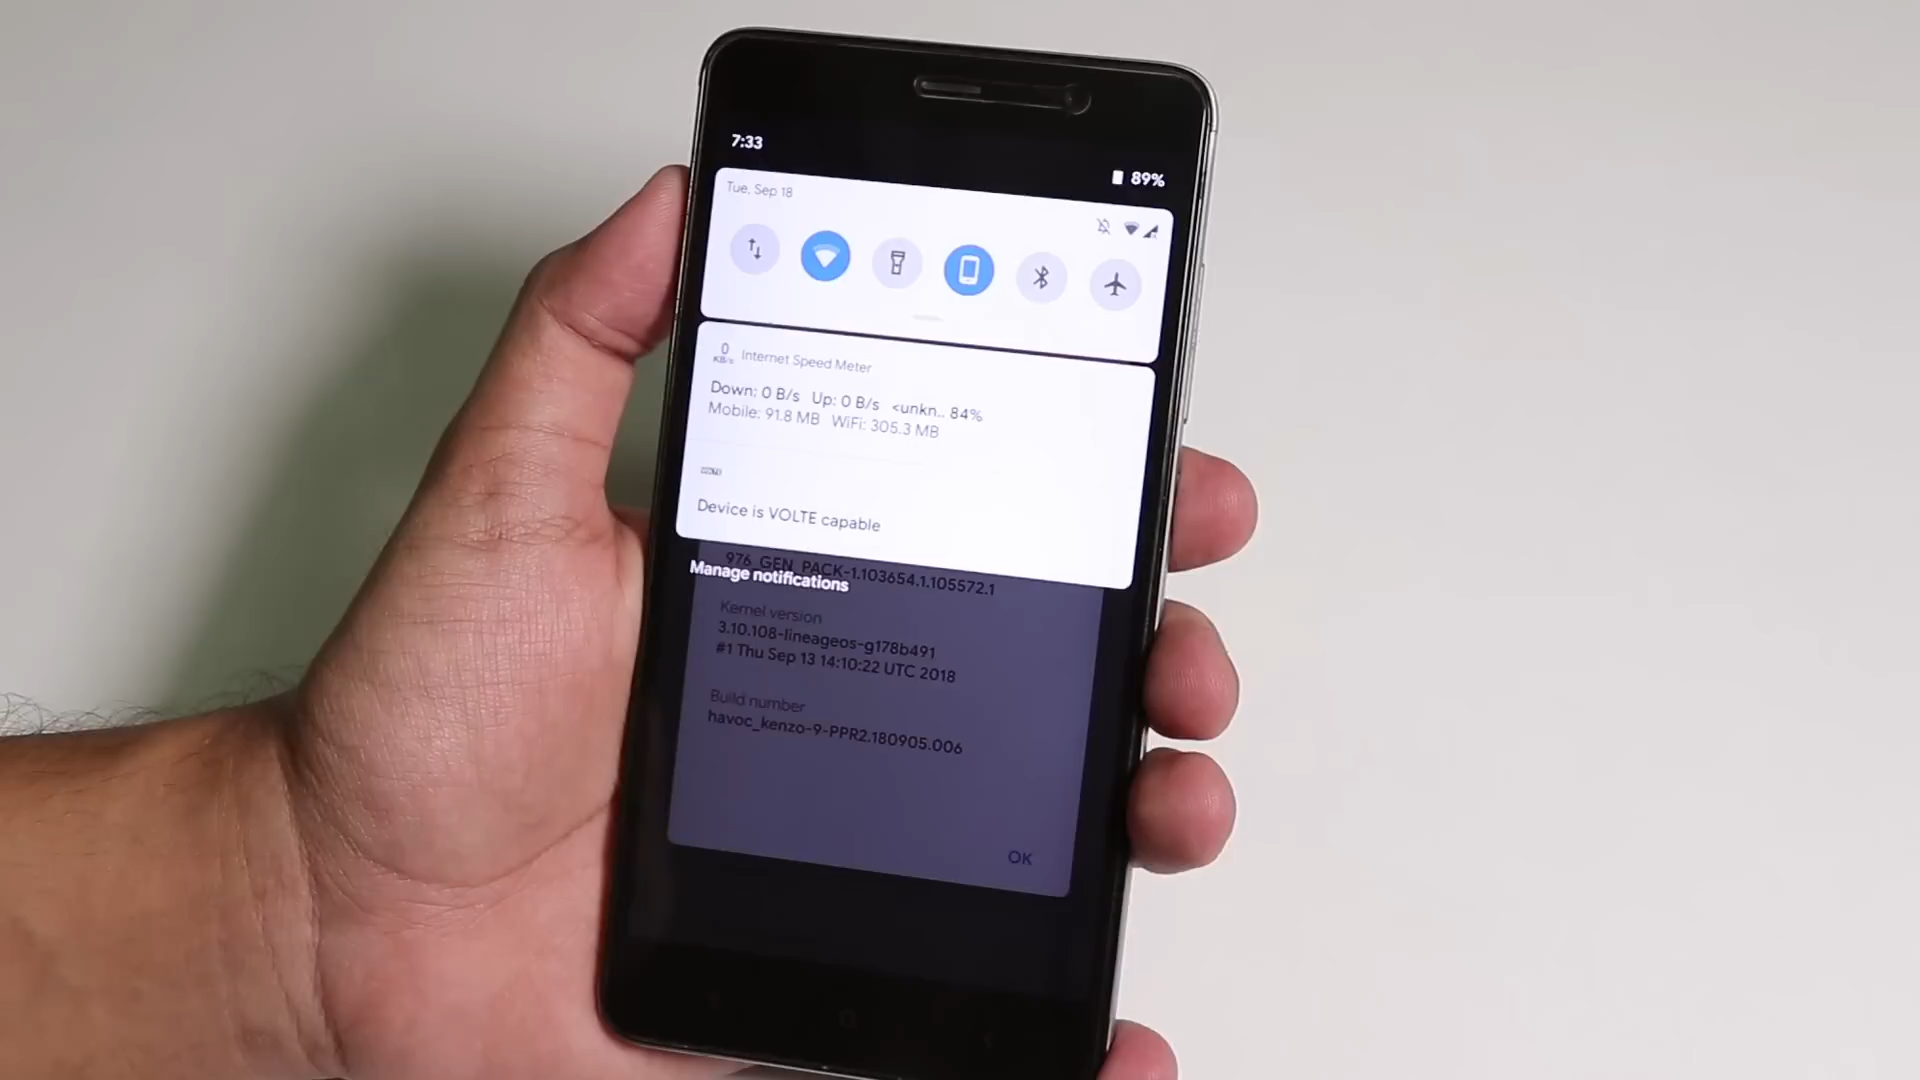 7:33
89%
Tue, Sep 18
0
KB/s
Internet Speed Meter
Down: 0 B/s Up: 0 B/s <unkn.. 84%
Mobile: 91.8 MB WiFi: 305.3 MB
Device is VOLTE capable
976_GEN_PACK-1.103654.1.105572.1
Manage notifications
Kernel version
3.10.108-lineageos-g178b491
#1 Thu Sep 13 14:10:22 UTC 2018
Build number
havoc_kenzo-9-PPR2.180905.006
OK